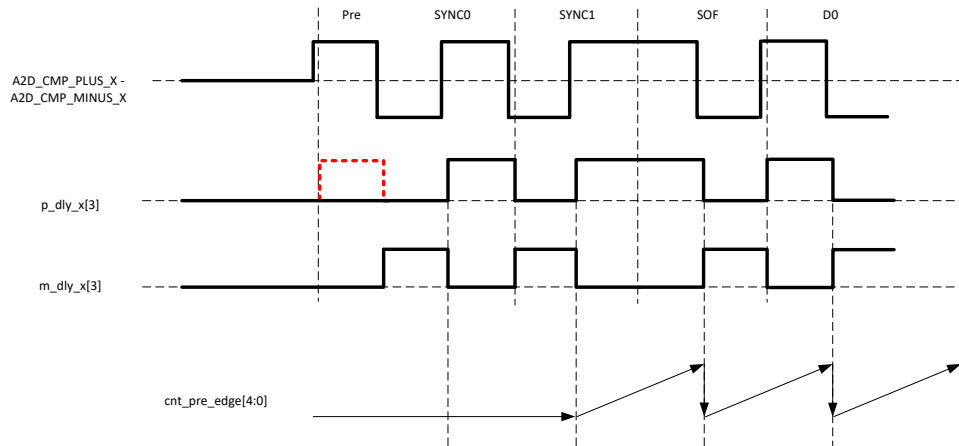 Pre SYNC0 SYNC1 SOF D0
A2D_CMP_PLUS_X -
A2D_CMP_MINUS_X
p_dly_x[3]
m_dly_x[3]
cnt_pre_edge[4:0]